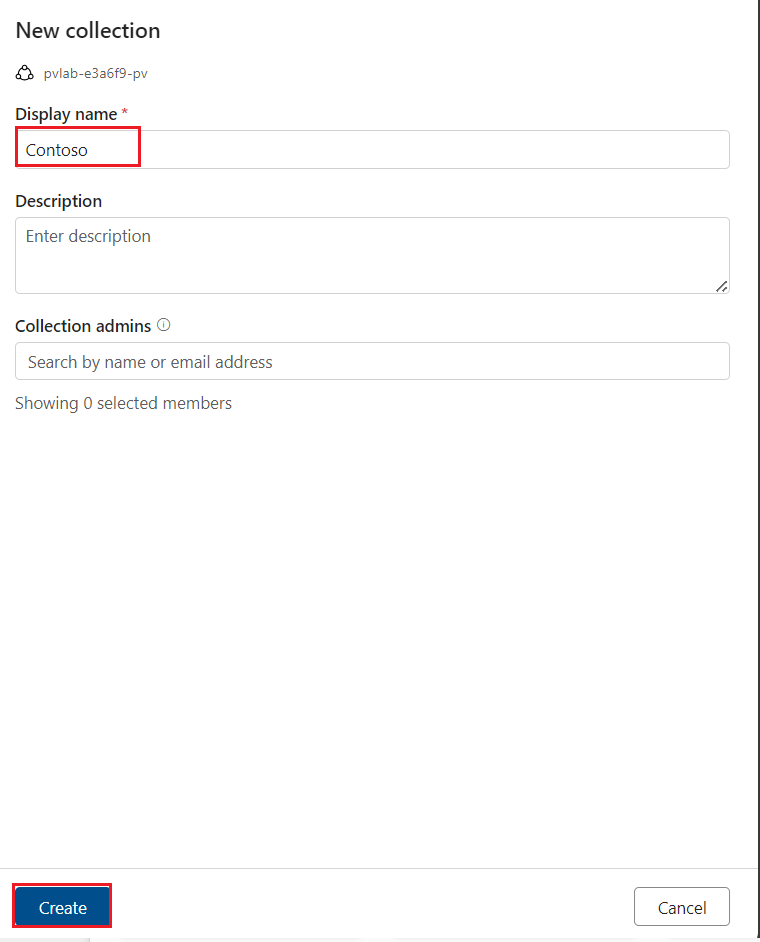 New collection
pvlab-e3a6f9-pv
Display name *
Contoso
Description
Enter description
Collection admins
Search by name or email address
Showing 0 selected members
Create
Cancel